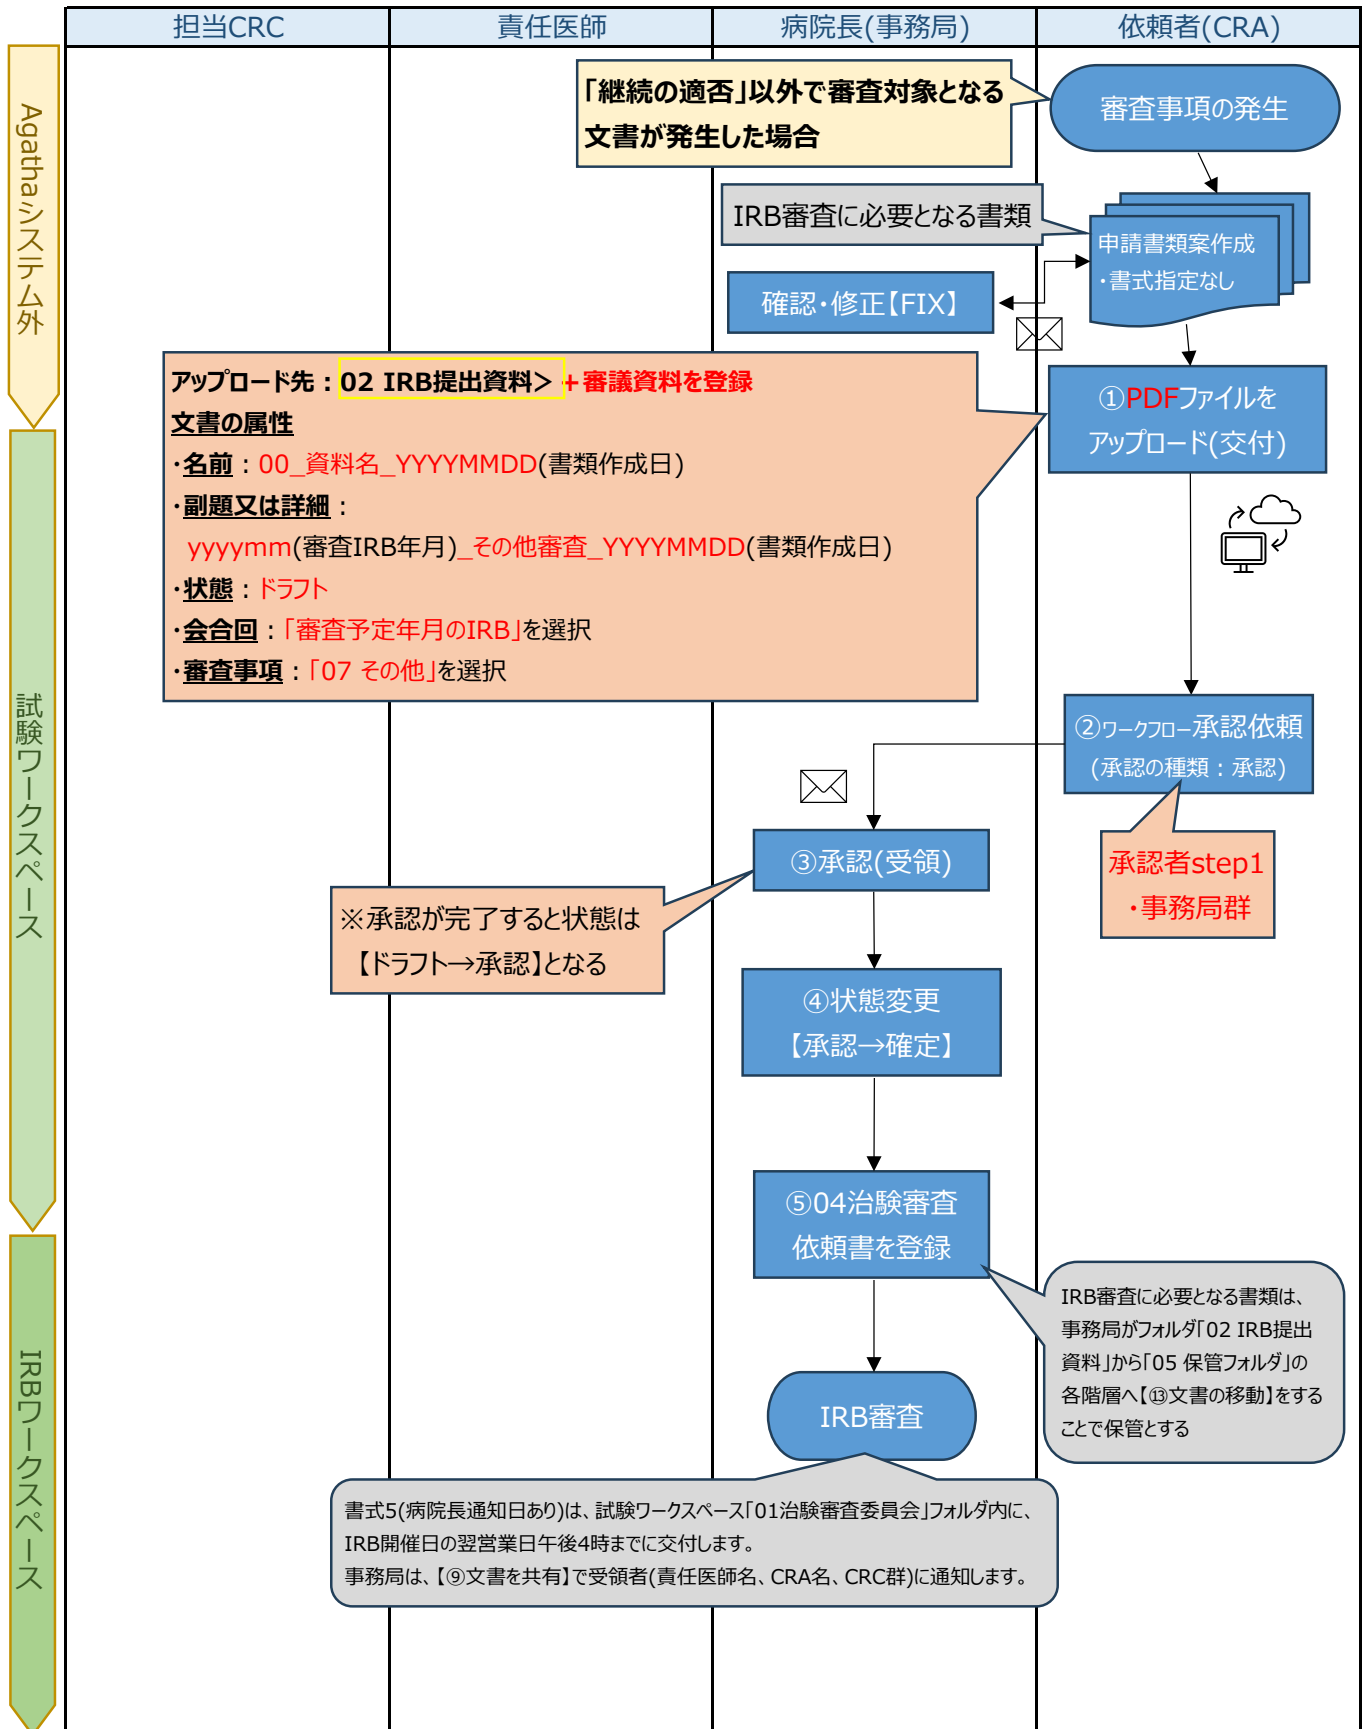 担当CRC
責任医師
病院長(事務局)
依頼者(CRA)
Agathaシステム外
試験ワークスペース
IRBワークスペース
「継続の適否」以外で審査対象となる
文書が発生した場合
審査事項の発生
IRB審査に必要となる書類
申請書類案作成
・書式指定なし
確認・修正【FIX】
アップロード先：02 IRB提出資料＞＋審議資料を登録
文書の属性
・名前：00_資料名_YYYYMMDD(書類作成日)
・副題又は詳細：
yyyymm(審査IRB年月)_その他審査_YYYYMMDD(書類作成日)
・状態：ドラフト
・会合回：「審査予定年月のIRB」を選択
・審査事項：「07 その他」を選択
①PDFファイルを
アップロード(交付)
②ワークフロー承認依頼
(承認の種類：承認)
承認者step1
・事務局群
③承認(受領)
※承認が完了すると状態は
【ドラフト→承認】となる
④状態変更
【承認→確定】
⑤04治験審査
依頼書を登録
IRB審査に必要となる書類は、
事務局がフォルダ「02 IRB提出
資料」から「05 保管フォルダ」の
各階層へ【⑬文書の移動】をする
ことで保管とする
IRB審査
書式5(病院長通知日あり)は、試験ワークスペース「01治験審査委員会」フォルダ内に、
IRB開催日の翌営業日午後4時までに交付します。
事務局は、【⑨文書を共有】で受領者(責任医師名、CRA名、CRC群)に通知します。